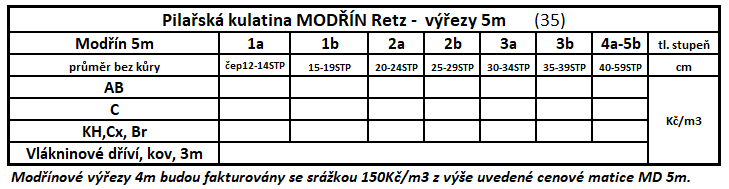 Pilařská kulatina MODŘÍN Retz - výřezy 5m (35)
Modřín 5m 1a 1b 2a 2b 3a 3b 4a-5b tl. stupeň
průměr bez kůry čep12-14STP 15-19STP 20-24STP 25-29STP 30-34STP 35-39STP 40-59STP cm
AB
C
Kč/m3
KH,Cx, Br
Vlákninové dříví, kov, 3m
Modřínové výřezy 4m budou fakturovány se srážkou 150Kč/m3 z výše uvedené cenové matice MD 5m.